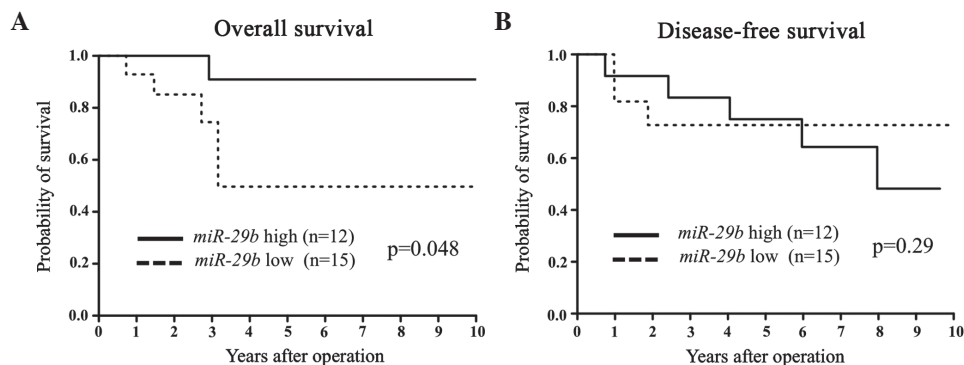 A
Overall survival
Probability of survival
1.0
0.8
0.6
0.4
0.2
0.0
0 1 2 3 4 5 6 7 8 9 10
Years after operation
miR-29b high (n=12)
miR-29b low (n=15)
p=0.048
B
Disease-free survival
Probability of survival
1.0
0.8
0.6
0.4
0.2
0.0
0 1 2 3 4 5 6 7 8 9 10
Years after operation
miR-29b high (n=12)
miR-29b low (n=15)
p=0.29